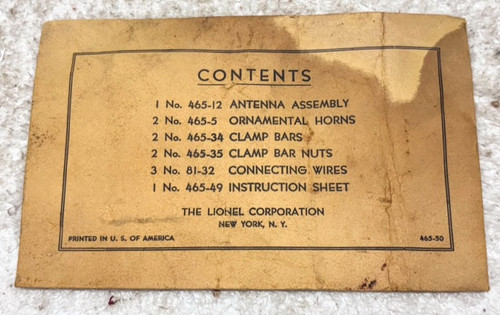 CONTENTS
1 No. 465-12 ANTENNA ASSEMBLY
2 No. 465-5 ORNAMENTAL HORNS
2 No. 465-34 CLAMP BARS
2 No. 465-35 CLAMP BAR NUTS
3 No. 81-32 CONNECTING WIRES
1 No. 465-49 INSTRUCTION SHEET
THE LIONEL CORPORATION
NEW YORK, N. Y.
PRINTED IN U. S. OF AMERICA 465-50